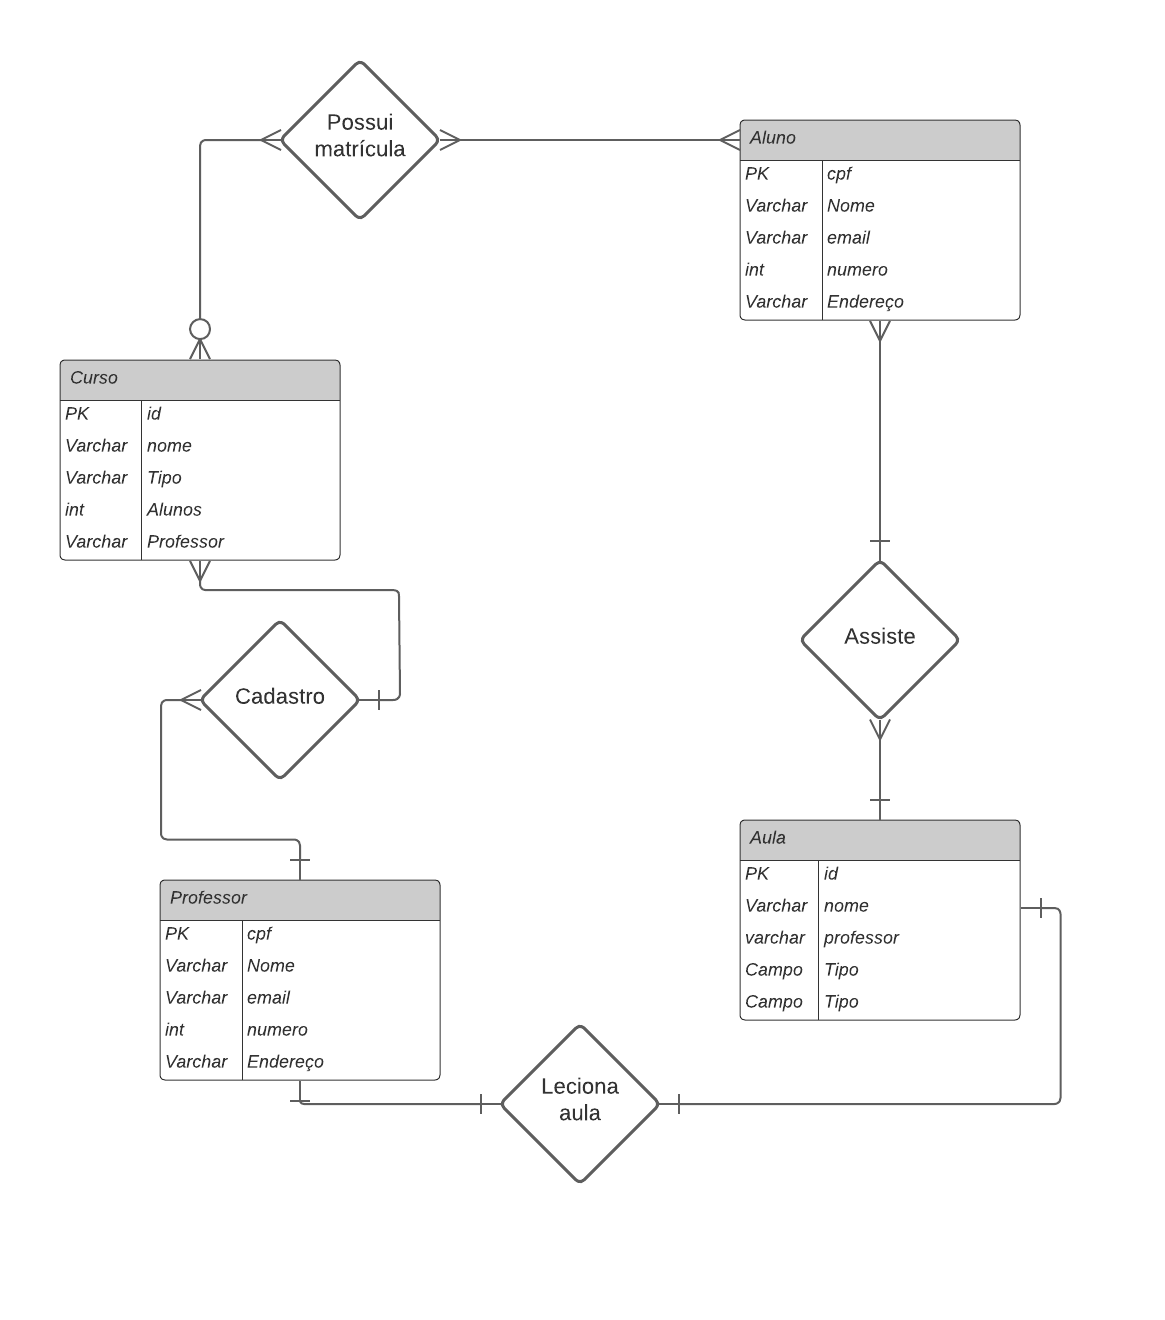 Possui
matrícula
Aluno
PK cpf
Varchar Nome
Varchar email
int numero
Varchar Endereço
Curso
PK id
Varchar nome
Varchar Tipo
int Alunos
Varchar Professor
Assiste
Cadastro
Aula
PK id
Varchar nome
varchar professor
Campo Tipo
Campo Tipo
Professor
PK cpf
Varchar Nome
Varchar email
int numero
Varchar Endereço
Leciona
aula